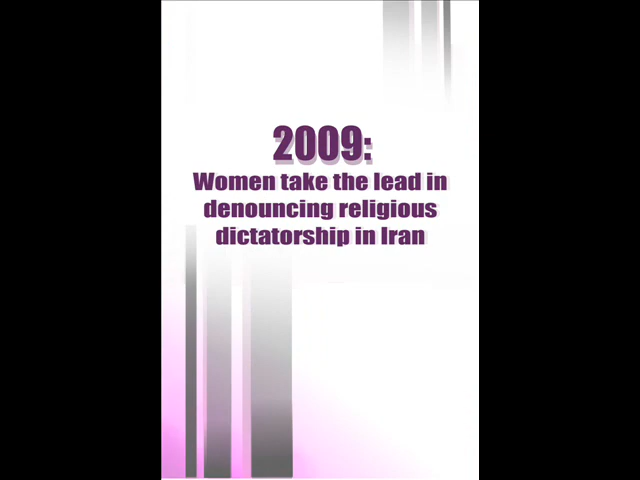 2009:
Women take the lead in
denouncing religious
dictatorship in Iran